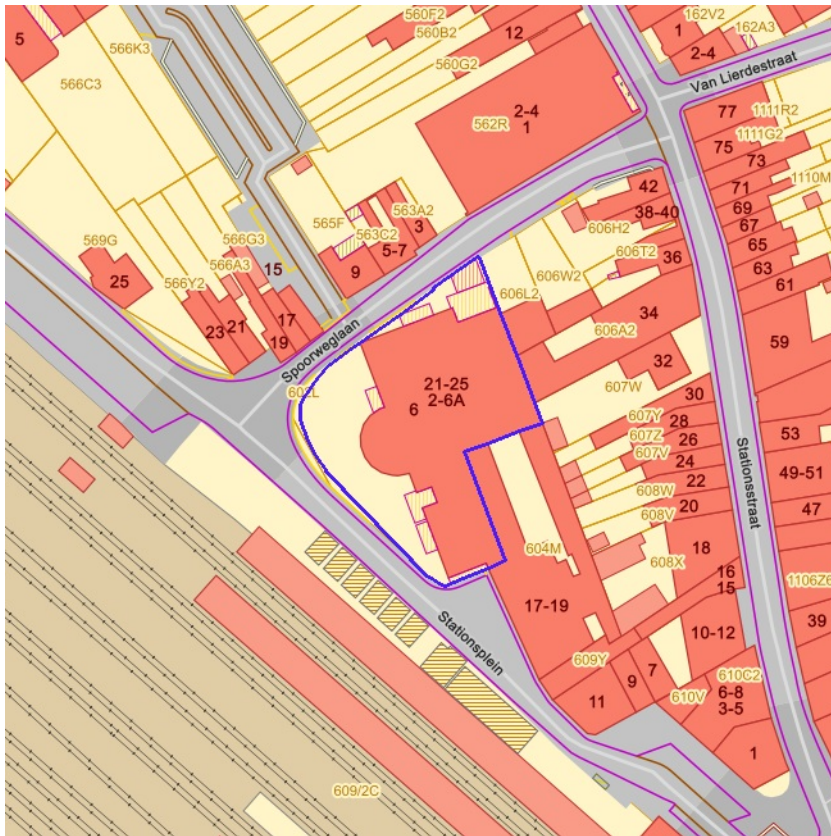 5
566K3
566C3
560F2
560B2
12
560G2
1
162V2
162A3
2-4
Van Lierdestraat
2-4
1
562R
77
1111R2
75
1111G2
73
1110M
71
69
67
65
63
61
59
42
38-40
606H2
606T2
36
563A2
3
565F
563C2
5-7
9
566G3
15
569G
25
566A3
566Y2
23
21
17
19
Spoorweglaan
606W2
606L2
34
606A2
32
607W
602L
21-25
2-6A
6
30
607Y
28
607Z
26
607V
24
22
608W
20
608V
Stationsstraat
53
49-51
47
604M
18
608X
16
15
1106Z6
39
17-19
10-12
Stationsplein
609Y
7
9
11
610V
610C2
6-8
3-5
1
609/2C